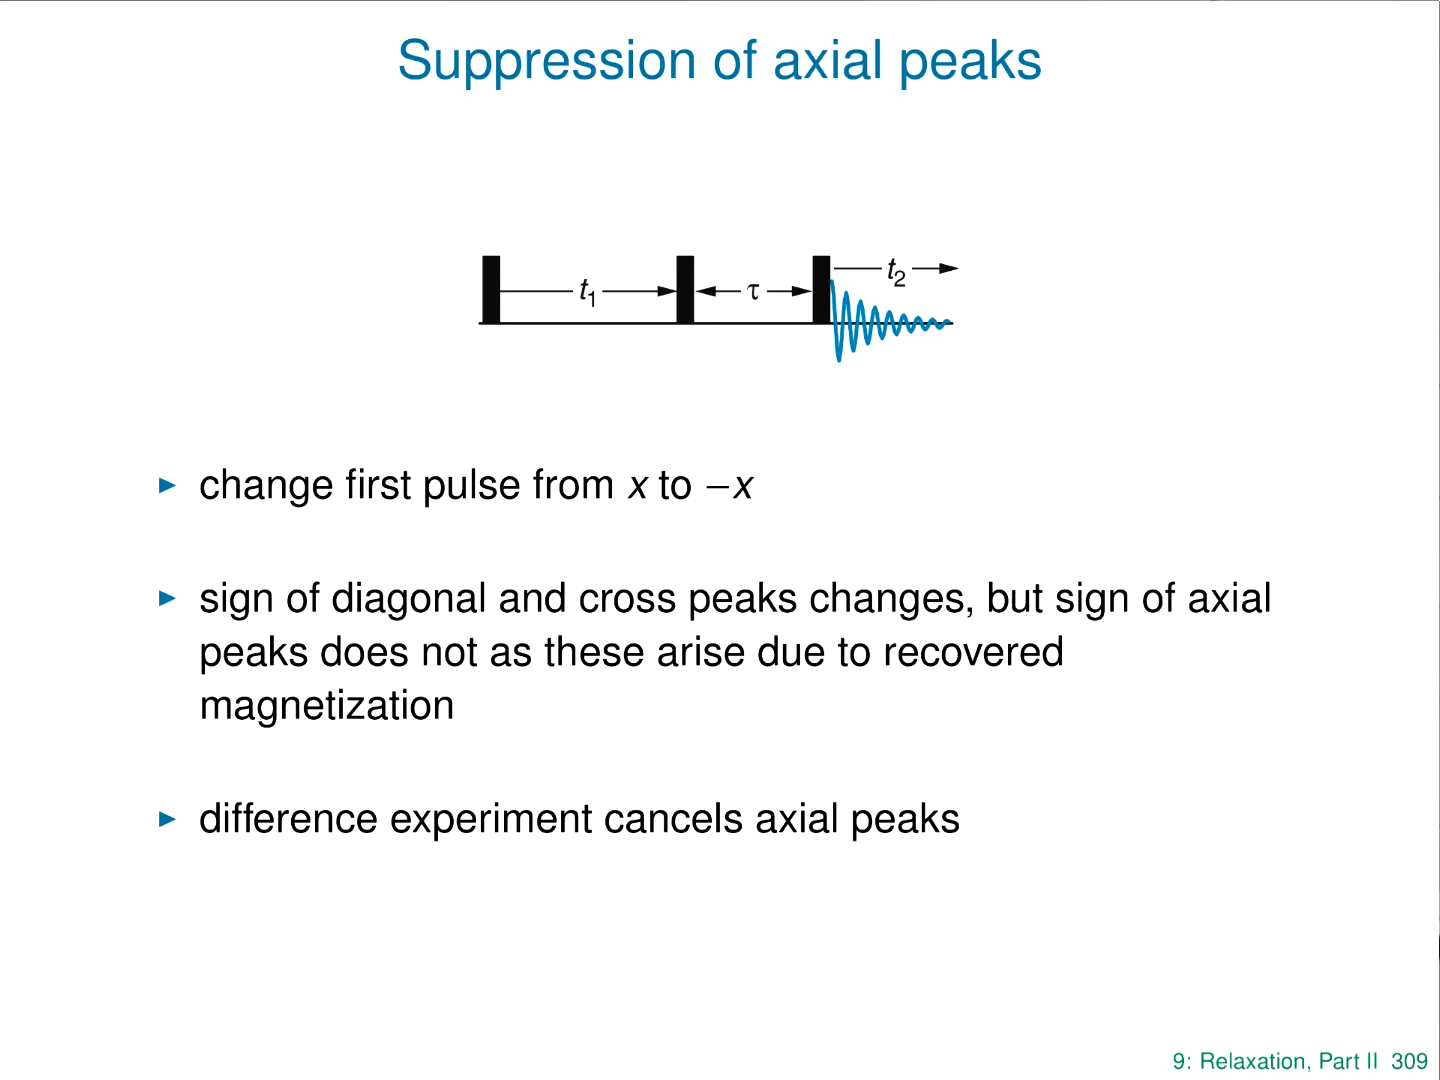 Suppression of axial peaks
t₁ τ t₂
▶ change first pulse from x to −x
▶ sign of diagonal and cross peaks changes, but sign of axial
peaks does not as these arise due to recovered
magnetization
▶ difference experiment cancels axial peaks
9: Relaxation, Part II 309